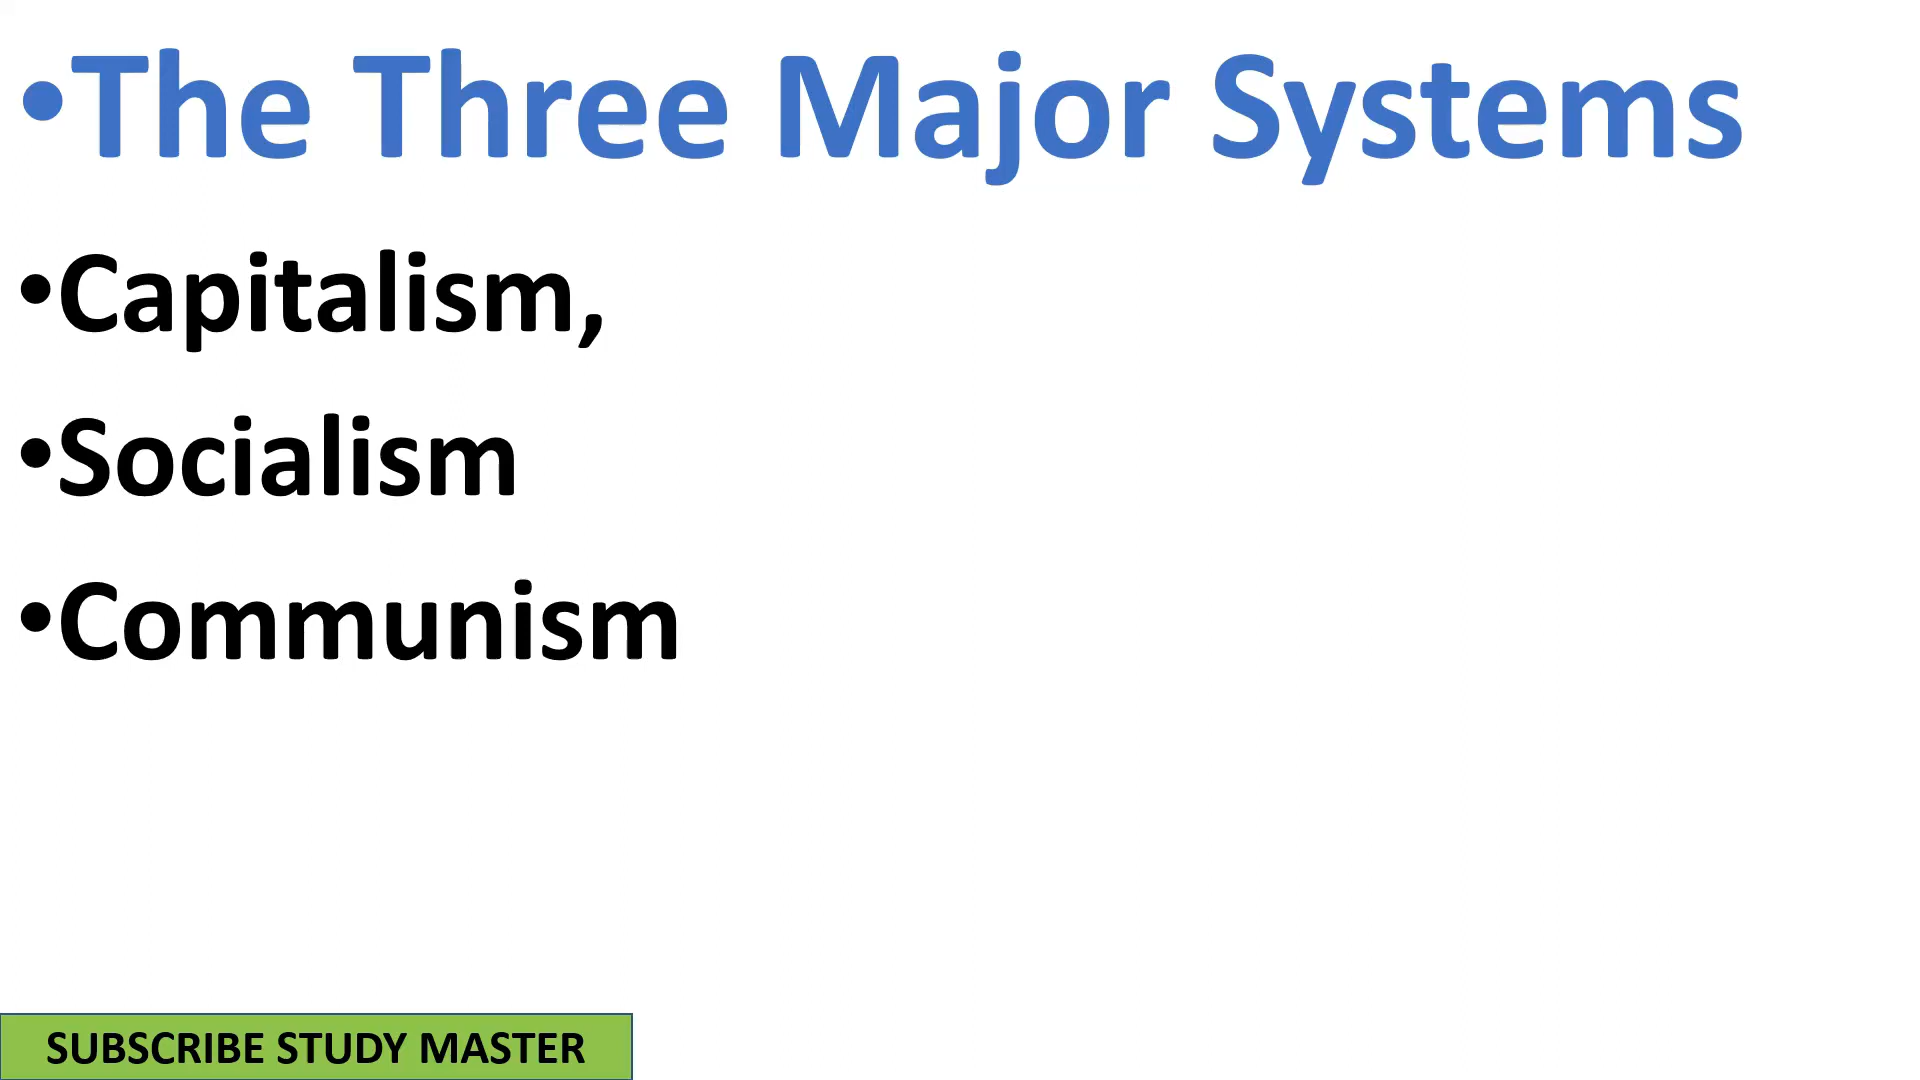 •The Three Major Systems
•Capitalism,
•Socialism
•Communism
SUBSCRIBE STUDY MASTER